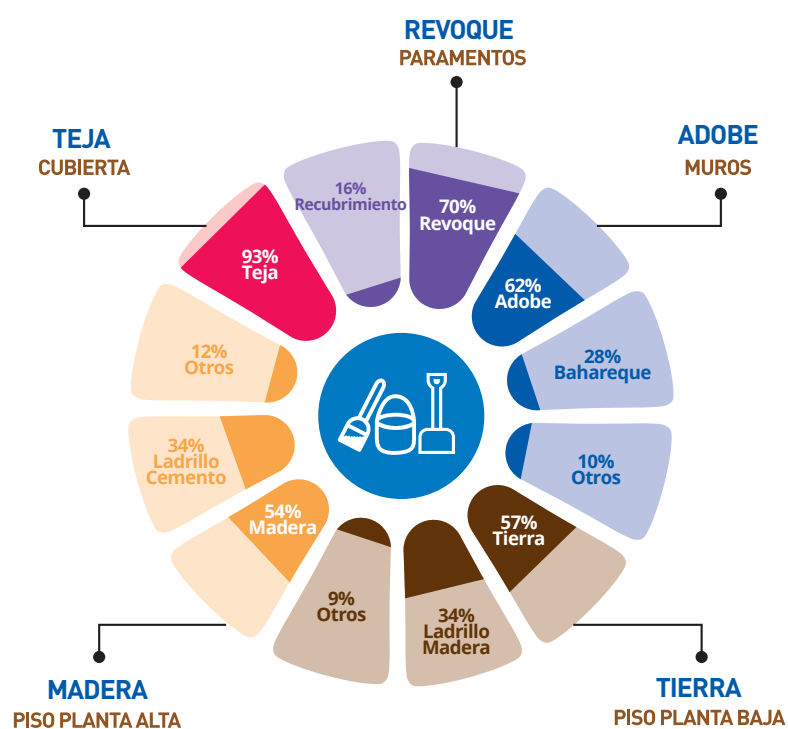 REVOQUE
PARAMENTOS
TEJA
CUBIERTA
ADOBE
MUROS
16%
Recubrimiento
70%
Revoque
93%
Teja
62%
Adobe
12%
Otros
28%
Bahareque
34%
Ladrillo
Cemento
10%
Otros
54%
Madera
57%
Tierra
9%
Otros
34%
Ladrillo
Madera
MADERA
PISO PLANTA ALTA
TIERRA
PISO PLANTA BAJA